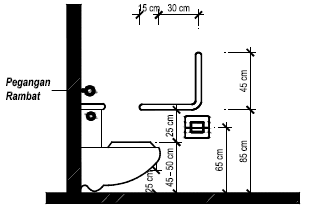 15 cm 30 cm
Pegangan
Rambat
45 cm
25 cm
25 cm
45 – 50 cm
65 cm
85 cm